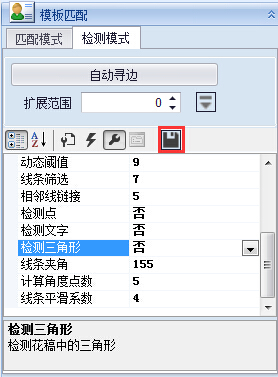 模板匹配
匹配模式 检测模式
自动寻边
扩展范围 0
动态阈值 9
线条筛选 7
相邻线链接 5
检测点 否
检测文字 否
检测三角形 否
线条夹角 155
计算角度点数 5
线条平滑系数 4
检测三角形
检测花稿中的三角形